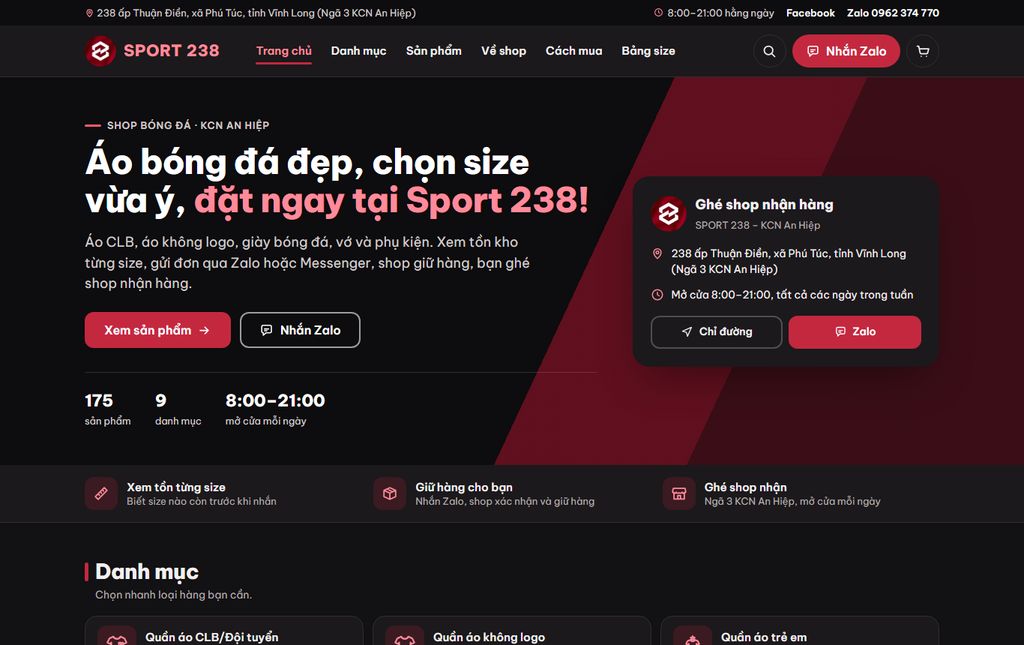 238 ấp Thuận Điền, xã Phú Túc, tỉnh Vĩnh Long (Ngã 3 KCN An Hiệp)
8:00–21:00 hằng ngày Facebook Zalo 0962 374 770
SPORT 238 Trang chủ Danh mục Sản phẩm Về shop Cách mua Bảng size Nhắn Zalo
SHOP BÓNG ĐÁ · KCN AN HIỆP
Áo bóng đá đẹp, chọn size
vừa ý, đặt ngay tại Sport 238!
Áo CLB, áo không logo, giày bóng đá, vớ và phụ kiện. Xem tồn kho
từng size, gửi đơn qua Zalo hoặc Messenger, shop giữ hàng, bạn ghé
shop nhận hàng.
Xem sản phẩm → Nhắn Zalo
175 9 8:00–21:00
sản phẩm danh mục mở cửa mỗi ngày
Ghé shop nhận hàng
SPORT 238 – KCN An Hiệp
238 ấp Thuận Điền, xã Phú Túc, tỉnh Vĩnh Long
(Ngã 3 KCN An Hiệp)
Mở cửa 8:00–21:00, tất cả các ngày trong tuần
Chỉ đường Zalo
Xem tồn từng size
Biết size nào còn trước khi nhắn
Giữ hàng cho bạn
Nhắn Zalo, shop xác nhận và giữ hàng
Ghé shop nhận
Ngã 3 KCN An Hiệp, mở cửa mỗi ngày
Danh mục
Chọn nhanh loại hàng bạn cần.
Quần áo CLB/Đội tuyển Quần áo không logo Quần áo trẻ em